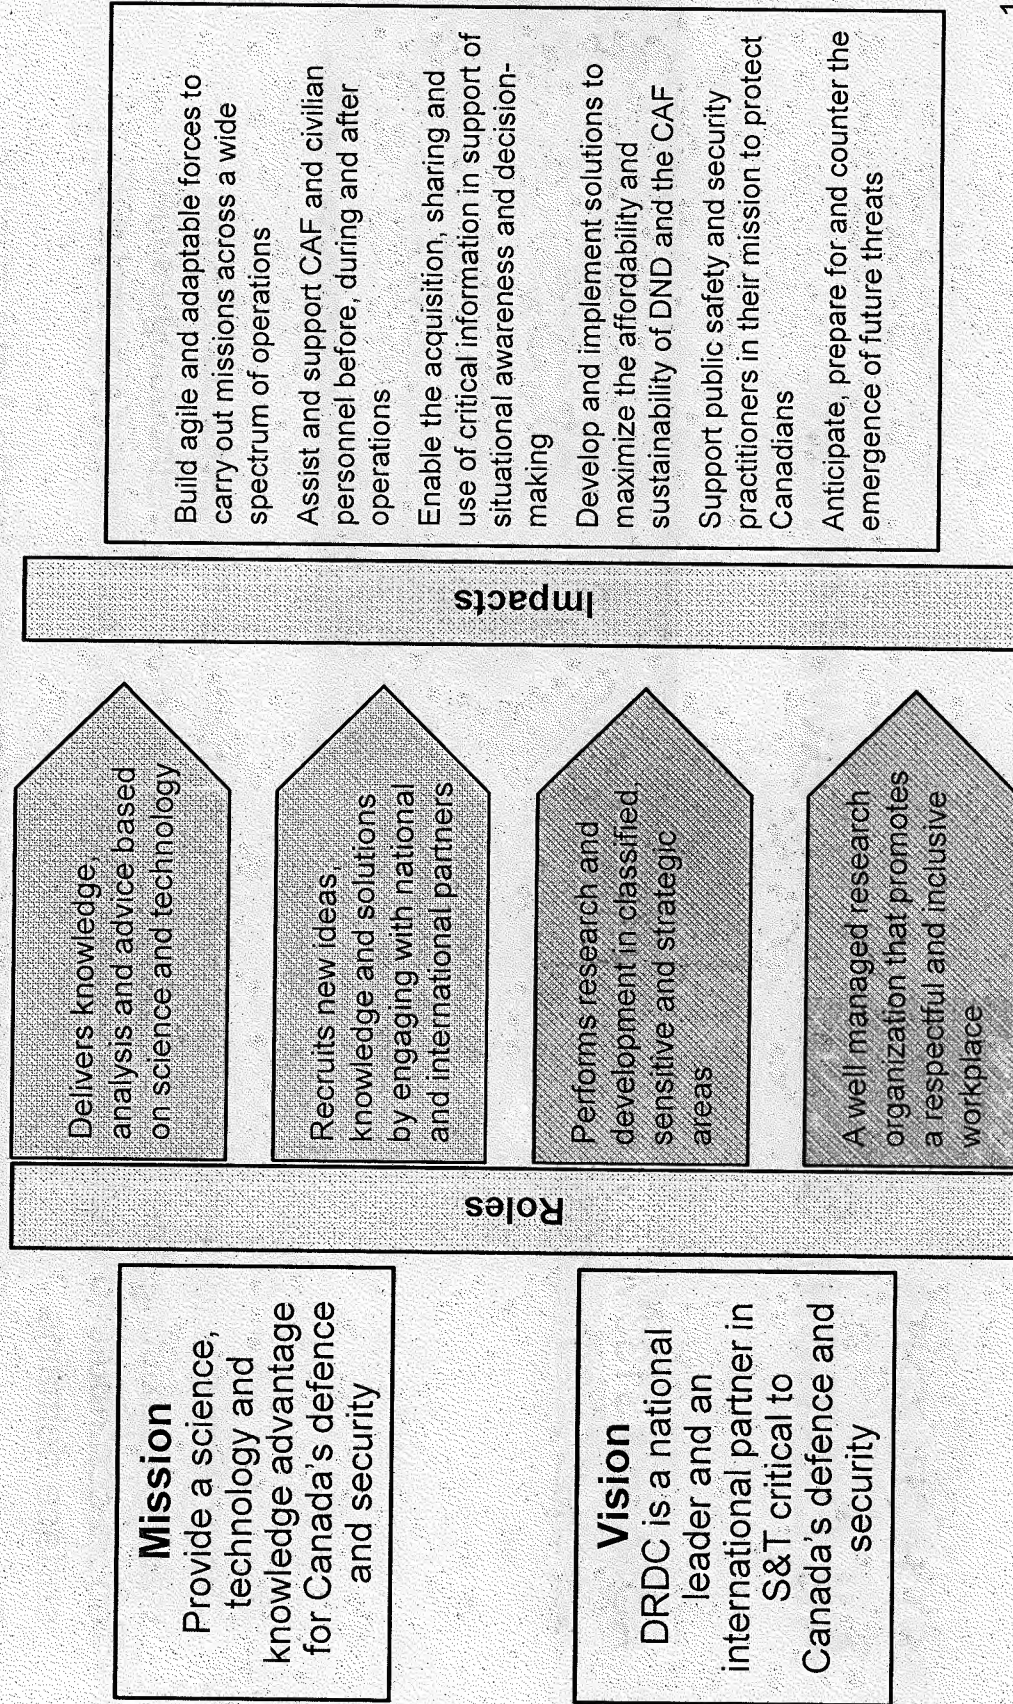 Mission
Provide a science,
technology and
knowledge advantage
for Canada's defence
and security
Vision
DRDC is a national
leader and an
international partner in
S&T critical to
Canada's defence and
security
Roles
Delivers knowledge,
analysis and advice based
on science and technology
Recruits new ideas,
knowledge and solutions
by engaging with national
and international partners
Performs research and
development in classified,
sensitive and strategic
areas
A well managed research
organization that promotes
a respectful and inclusive
workplace
Impacts
Build agile and adaptable forces to
carry out missions across a wide
spectrum of operations
Assist and support CAF and civilian
personnel before, during and after
operations
Enable the acquisition, sharing and
use of critical information in support of
situational awareness and decision-
making
Develop and implement solutions to
maximize the affordability and
sustainability of DND and the CAF
Support public safety and security
practitioners in their mission to protect
Canadians
Anticipate, prepare for and counter the
emergence of future threats
1